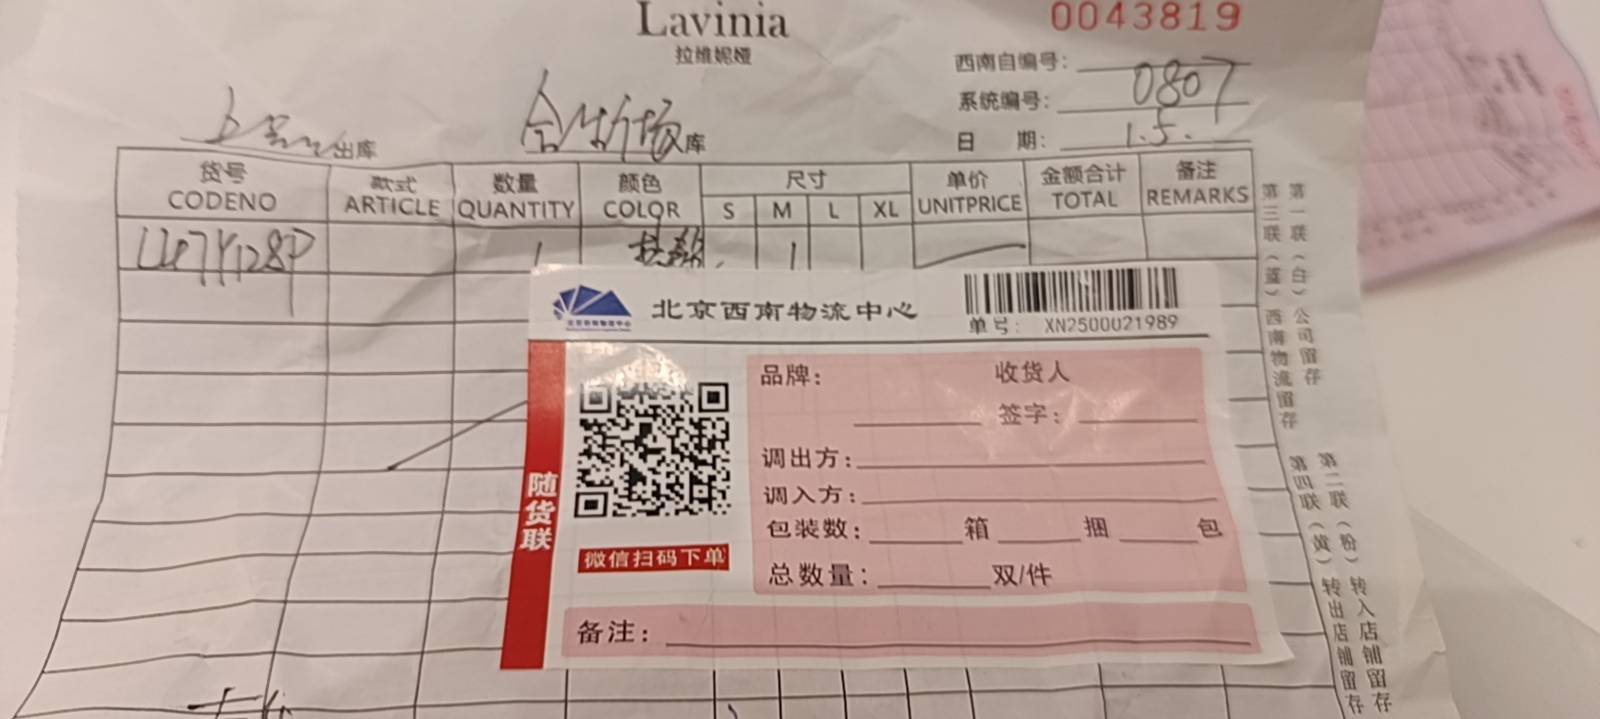 Lavinia
拉维妮娅
0043819
西南自编号：
系统编号： 0807
日 期： 1.5.
出库
库
货号 款式 数量 颜色 尺寸 单价 金额合计 备注
CODENO ARTICLE QUANTITY COLOR S M L XL UNITPRICE TOTAL REMARKS
1 1
北京西南物流中心
单号： XN2500021989
品牌： 收货人
签字：
调出方：
调入方：
包装数： 箱 捆 包
总数量： 双/件
备注：
随货联
微信扫码下单
第一联（白）公司留存
第三联（蓝）西南物流留存
第二联（粉）转入店铺留存
第四联（黄）转出店铺留存